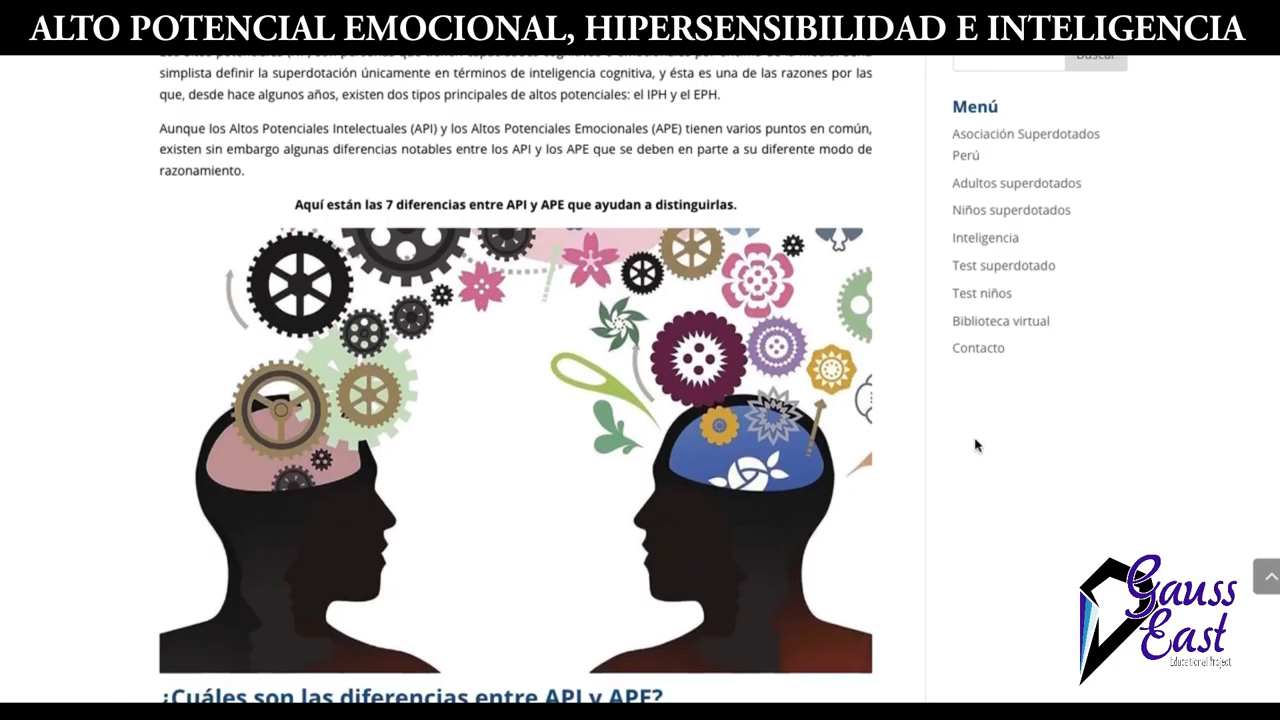 ALTO POTENCIAL EMOCIONAL, HIPERSENSIBILIDAD E INTELIGENCIA
simplista definir la superdotación únicamente en términos de inteligencia cognitiva, y ésta es una de las razones por las
que, desde hace algunos años, existen dos tipos principales de altos potenciales: el IPH y el EPH.
Aunque los Altos Potenciales Intelectuales (API) y los Altos Potenciales Emocionales (APE) tienen varios puntos en común,
existen sin embargo algunas diferencias notables entre los API y los APE que se deben en parte a su diferente modo de
razonamiento.
Aquí están las 7 diferencias entre API y APE que ayudan a distinguirlas.
¿Cuáles son las diferencias entre API y APE?
Buscar
Menú
Asociación Superdotados
Perú
Adultos superdotados
Niños superdotados
Inteligencia
Test superdotado
Test niños
Biblioteca virtual
Contacto
Gauss
East
Educational Project